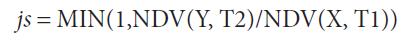 js = MIN(1,NDV(Y, T2)/NDV(X, T1))